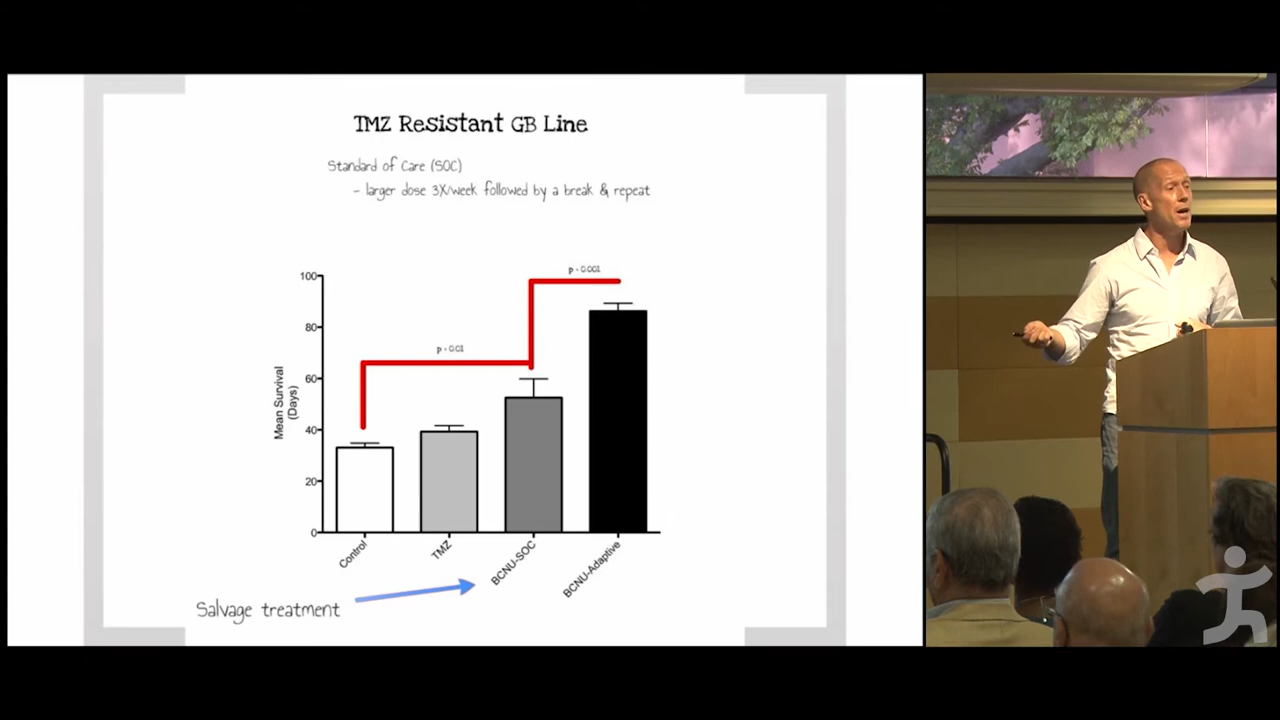 TMZ Resistant GB Line
Standard of Care (SOC)
- larger dose 3X/week followed by a break & repeat
100
80
60
40
20
0
Mean Survival
(Days)
p < 0.01
p < 0.001
Control
TMZ
BCNU-SOC
BCNU-Adaptive
Salvage treatment